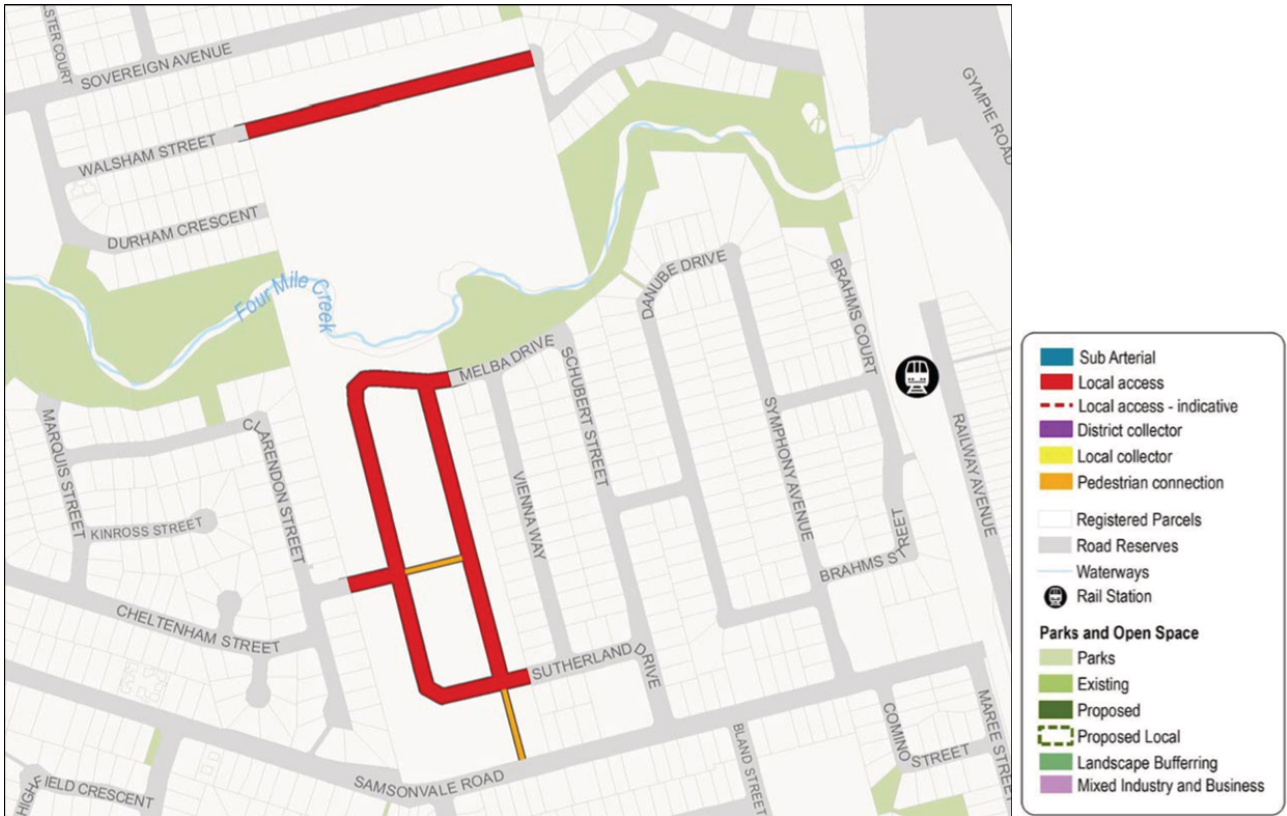 STER COURT
SOVEREIGN AVENUE
GYMPIE ROAD
WALSHAM STREET
DURHAM CRESCENT
Four Mile
Creek
DANUBE DRIVE
BRAHMS COURT
MELBA DRIVE
SCHUBERT STREET
MARQUIS STREET
CLARENDON STREET
SYMPHONY AVENUE
RAILWAY AVENUE
VIENNA WAY
KINROSS STREET
BRAHMS STREET
CHELTENHAM STREET
SUTHERLAND DRIVE
COMINO STREET
MAREE STREET
BLAND STREET
SAMSONVALE ROAD
HIGHFIELD CRESCENT
Sub Arterial
Local access
Local access - indicative
District collector
Local collector
Pedestrian connection
Registered Parcels
Road Reserves
Waterways
Rail Station
Parks and Open Space
Parks
Existing
Proposed
Proposed Local
Landscape Bufferring
Mixed Industry and Business